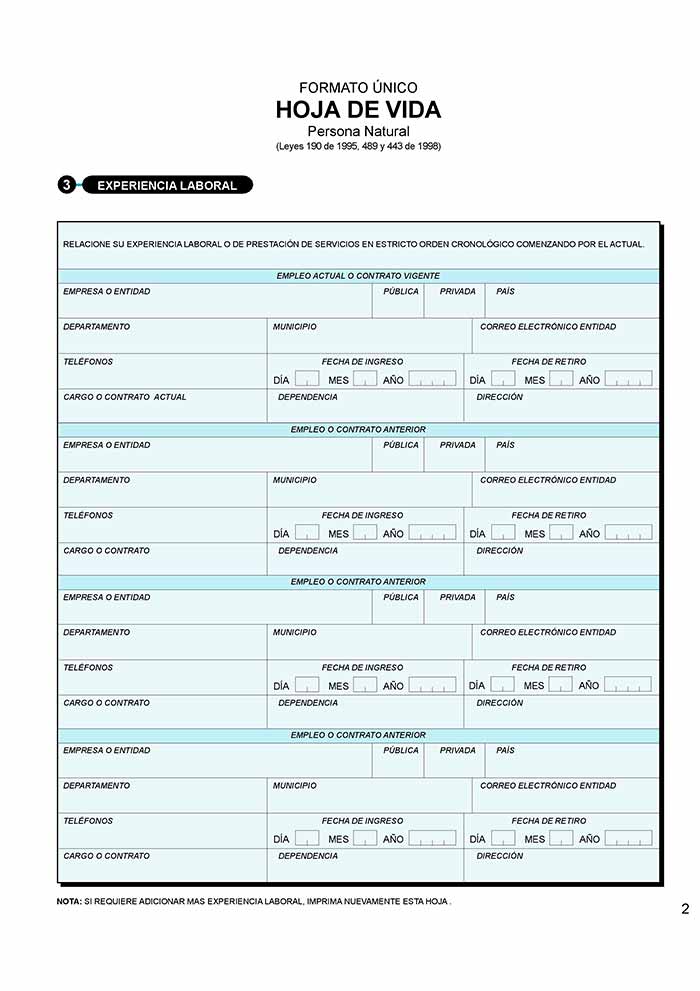 FORMATO ÚNICO
HOJA DE VIDA
Persona Natural
(Leyes 190 de 1995, 489 y 443 de 1998)
3 EXPERIENCIA LABORAL
RELACIONE SU EXPERIENCIA LABORAL O DE PRESTACIÓN DE SERVICIOS EN ESTRICTO ORDEN CRONOLÓGICO COMENZANDO POR EL ACTUAL.
EMPLEO ACTUAL O CONTRATO VIGENTE
EMPRESA O ENTIDAD PÚBLICA PRIVADA PAÍS
DEPARTAMENTO MUNICIPIO CORREO ELECTRÓNICO ENTIDAD
TELÉFONOS FECHA DE INGRESO FECHA DE RETIRO
DÍA MES AÑO DÍA MES AÑO
CARGO O CONTRATO ACTUAL DEPENDENCIA DIRECCIÓN
EMPLEO O CONTRATO ANTERIOR
EMPRESA O ENTIDAD PÚBLICA PRIVADA PAÍS
DEPARTAMENTO MUNICIPIO CORREO ELECTRÓNICO ENTIDAD
TELÉFONOS FECHA DE INGRESO FECHA DE RETIRO
DÍA MES AÑO DÍA MES AÑO
CARGO O CONTRATO DEPENDENCIA DIRECCIÓN
EMPLEO O CONTRATO ANTERIOR
EMPRESA O ENTIDAD PÚBLICA PRIVADA PAÍS
DEPARTAMENTO MUNICIPIO CORREO ELECTRÓNICO ENTIDAD
TELÉFONOS FECHA DE INGRESO FECHA DE RETIRO
DÍA MES AÑO DÍA MES AÑO
CARGO O CONTRATO DEPENDENCIA DIRECCIÓN
EMPLEO O CONTRATO ANTERIOR
EMPRESA O ENTIDAD PÚBLICA PRIVADA PAÍS
DEPARTAMENTO MUNICIPIO CORREO ELECTRÓNICO ENTIDAD
TELÉFONOS FECHA DE INGRESO FECHA DE RETIRO
DÍA MES AÑO DÍA MES AÑO
CARGO O CONTRATO DEPENDENCIA DIRECCIÓN
NOTA: SI REQUIERE ADICIONAR MAS EXPERIENCIA LABORAL, IMPRIMA NUEVAMENTE ESTA HOJA .
2